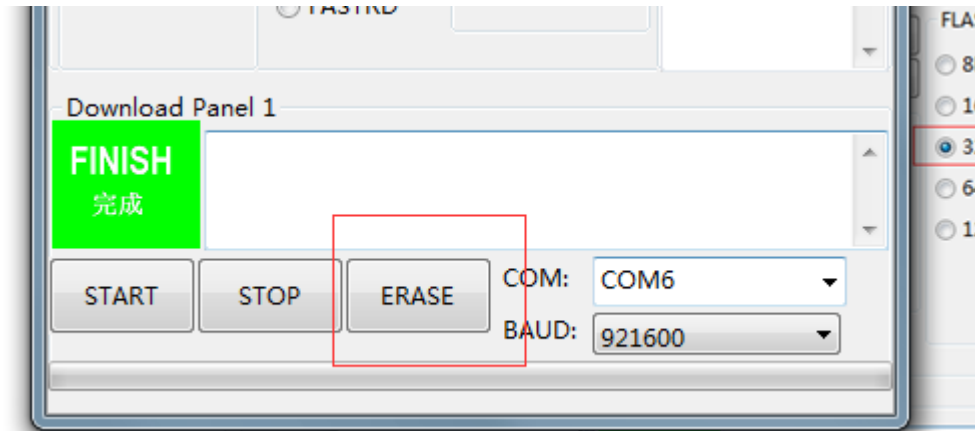 Download Panel 1
FINISH
完成
START
STOP
ERASE
COM:
COM6
BAUD:
921600